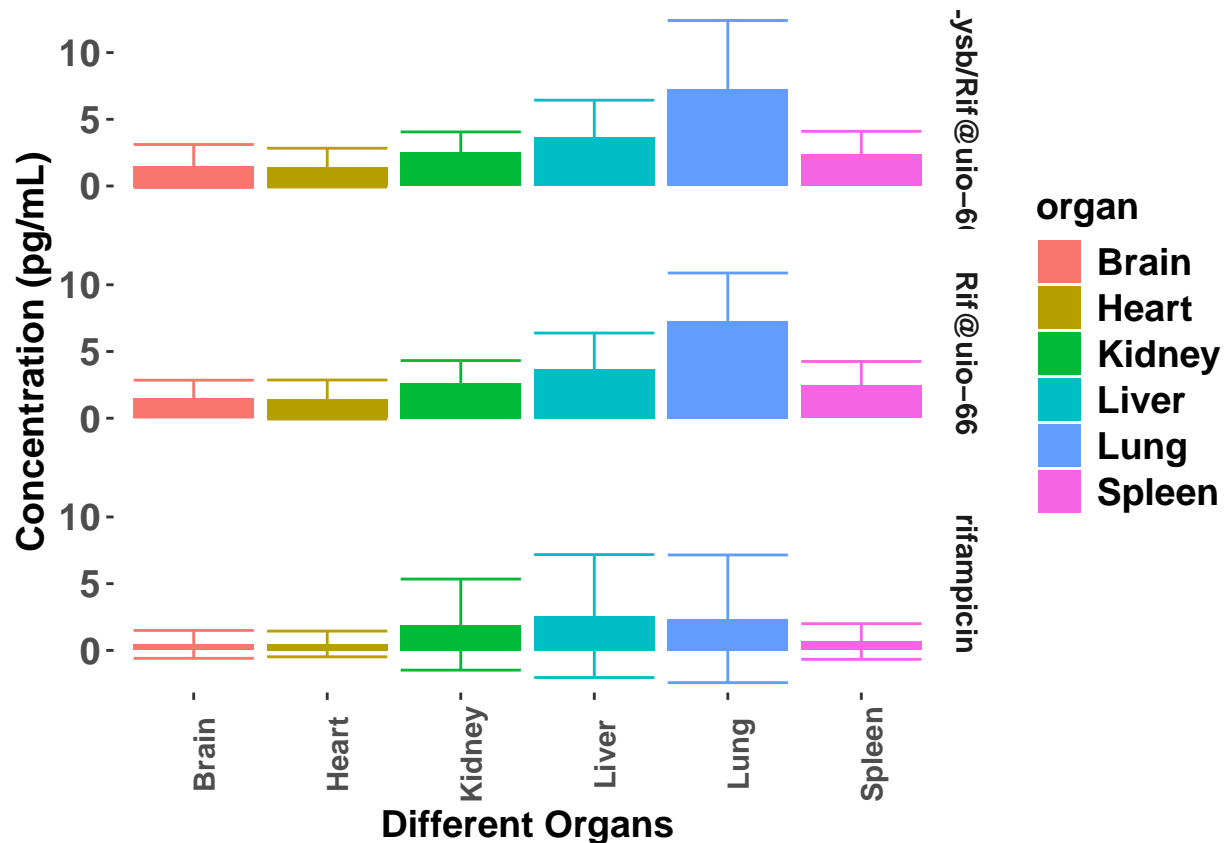 Concentration (pg/mL)
10
5
0
-ysb/Rif@uio–66
10
5
0
Rif@uio–66
10
5
0
rifampicin
Brain
Heart
Kidney
Liver
Lung
Spleen
Different Organs
organ
Brain
Heart
Kidney
Liver
Lung
Spleen